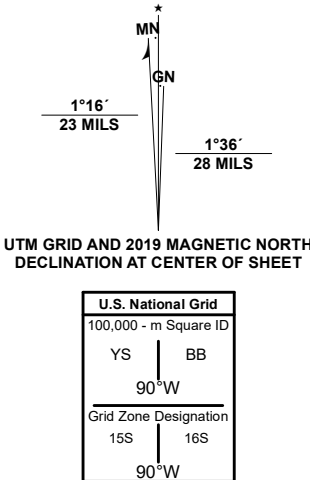 ★
MN
GN
1°16´
23 MILS
1°36´
28 MILS
UTM GRID AND 2019 MAGNETIC NORTH
DECLINATION AT CENTER OF SHEET
U.S. National Grid
100,000 - m Square ID
YS BB
90°W
Grid Zone Designation
15S 16S
90°W